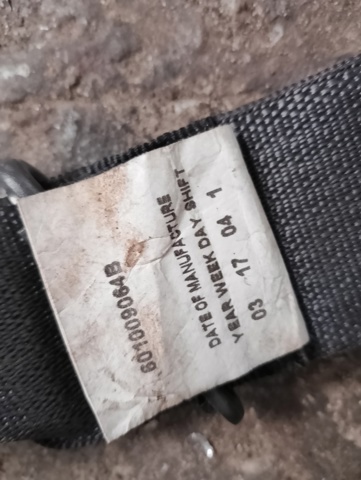 601009064B
DATE OF MANUFACTURE
YEAR WEEK DAY SHIFT
03 17 04 1